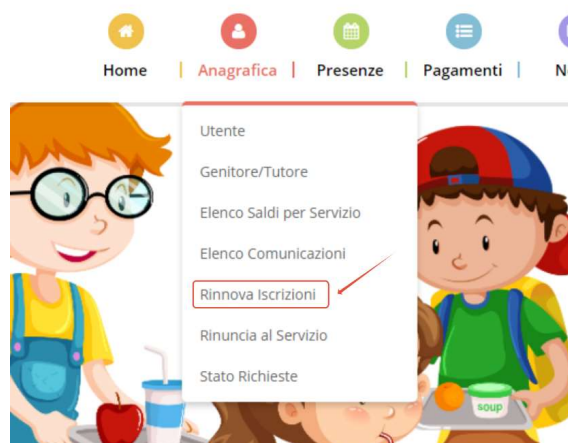 Home | Anagrafica | Presenze | Pagamenti |
Utente
Genitore/Tutore
Elenco Saldi per Servizio
Elenco Comunicazioni
Rinnova Iscrizioni
Rinuncia al Servizio
Stato Richieste
soup